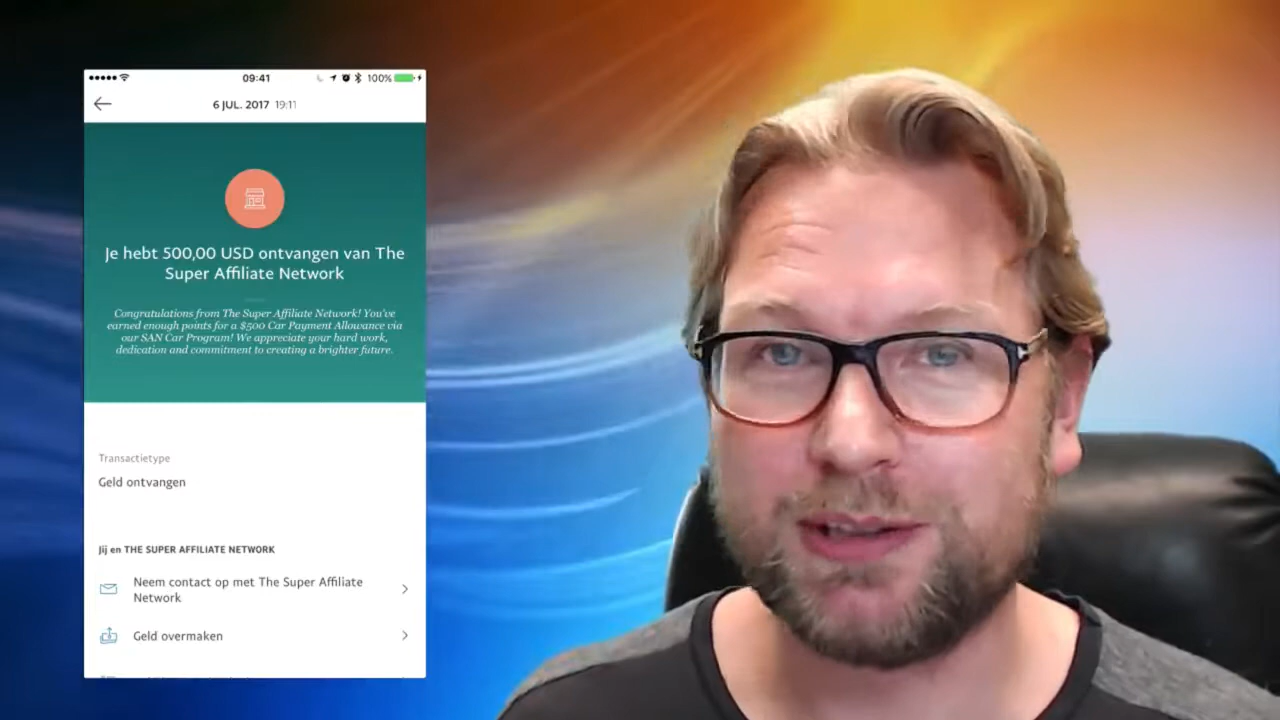 09:41
100%
6 JUL. 2017 19:11
Je hebt 500,00 USD ontvangen van The
Super Affiliate Network
Congratulations from The Super Affiliate Network! You've
earned enough points for a $500 Car Payment Allowance via
our SAN Car Program! We appreciate your hard work,
dedication and commitment to creating a brighter future.
Transactietype
Geld ontvangen
Jij en THE SUPER AFFILIATE NETWORK
Neem contact op met The Super Affiliate
Network
Geld overmaken